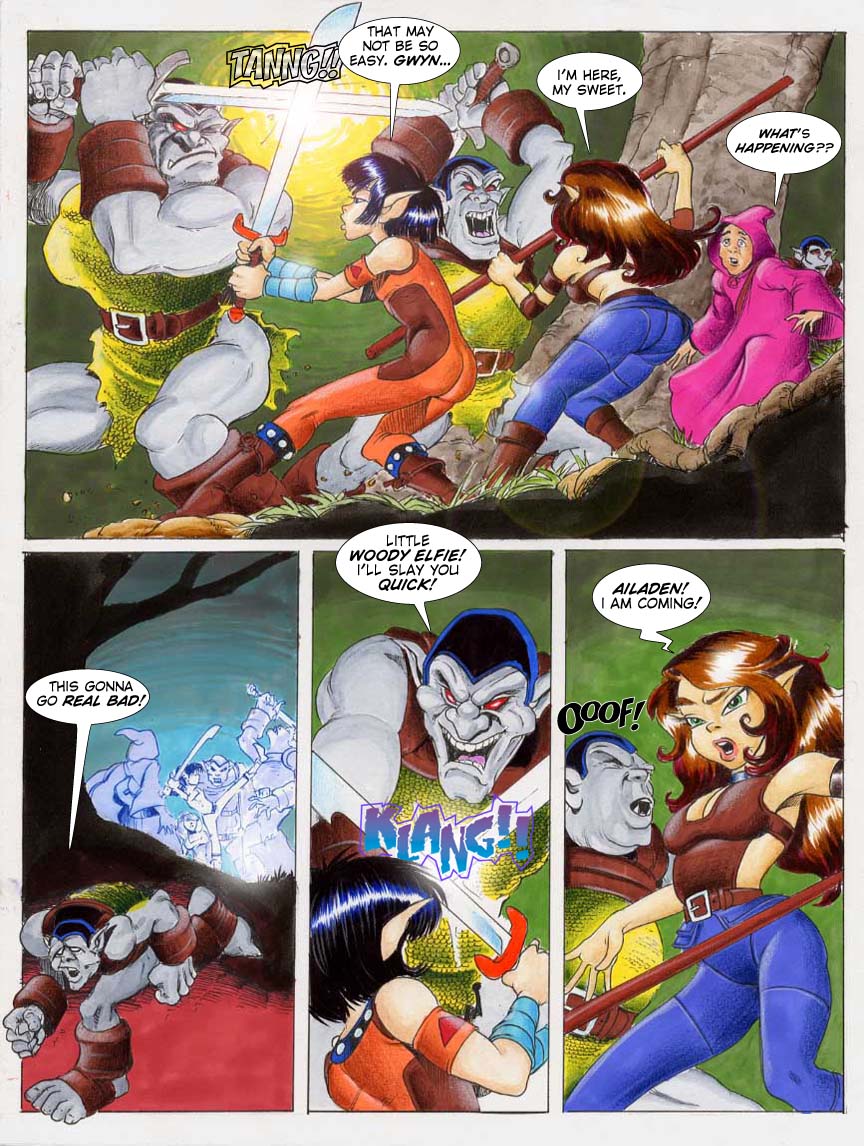 TANNG!!
THAT MAY
NOT BE SO
EASY. GWYN...
I'M HERE,
MY SWEET.
WHAT'S
HAPPENING??
THIS GONNA
GO REAL BAD!
LITTLE
WOODY ELFIE!
I'LL SLAY YOU
QUICK!
KLANG!!
AILADEN!
I AM COMING!
OOOF!